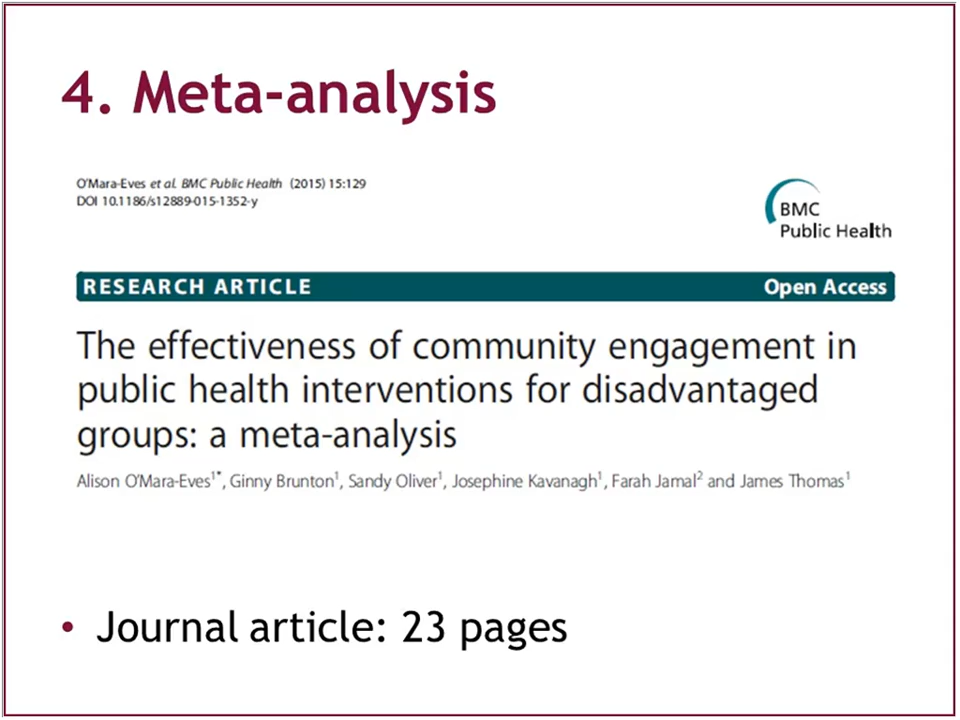 4. Meta-analysis
O'Mara-Eves et al. BMC Public Health (2015) 15:129
DOI 10.1186/s12889-015-1352-y
BMC
Public Health
RESEARCH ARTICLE Open Access
The effectiveness of community engagement in
public health interventions for disadvantaged
groups: a meta-analysis
Alison O'Mara-Eves1*, Ginny Brunton1, Sandy Oliver1, Josephine Kavanagh1, Farah Jamal2 and James Thomas1
• Journal article: 23 pages